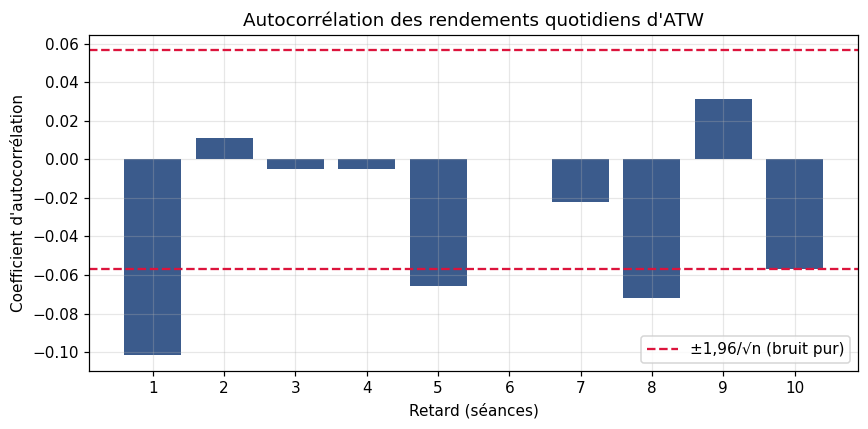 Autocorrélation des rendements quotidiens d'ATW
Coefficient d'autocorrélation
0.06
0.04
0.02
0.00
−0.02
−0.04
−0.06
−0.08
−0.10
±1,96/√n (bruit pur)
1 2 3 4 5 6 7 8 9 10
Retard (séances)